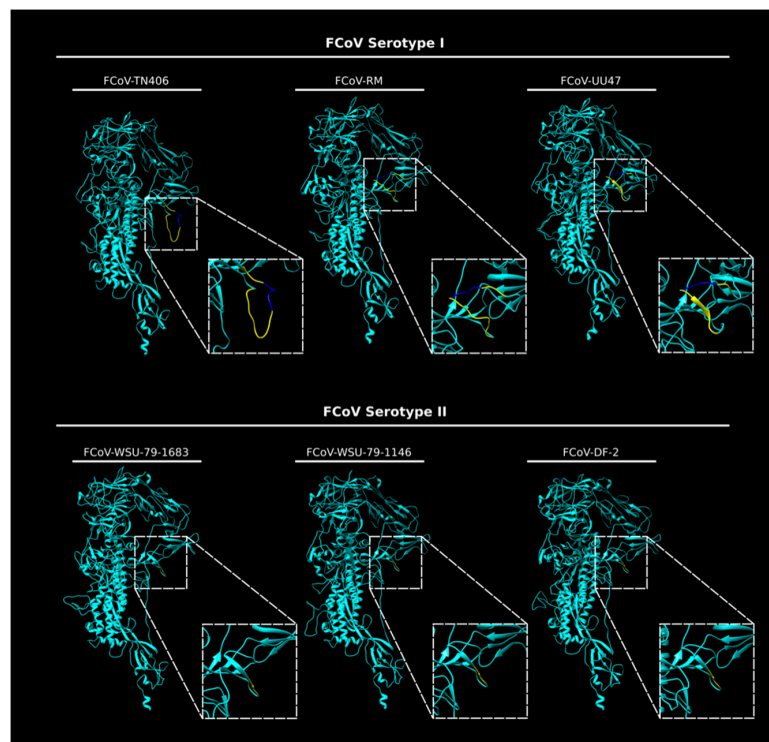 FCoV Serotype I
FCoV-TN406
FCoV-RM
FCoV-UU47
FCoV Serotype II
FCoV-WSU-79-1683
FCoV-WSU-79-1146
FCoV-DF-2